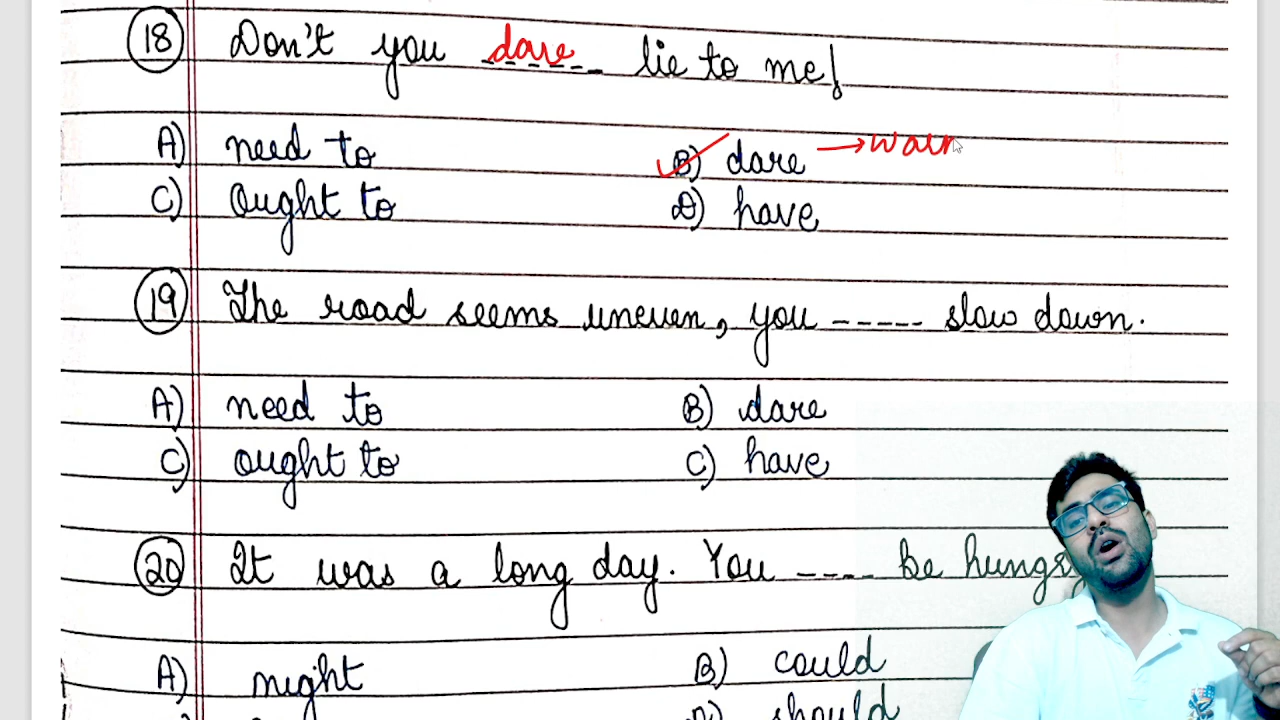 18 Don't you dare lie to me!
A) need to B) dare → warn
C) Ought to D) have
19 The road seems uneven, you ----- slow down.
A) need to B) dare
C) ought to C) have
20 It was a long day. You ---- be hungry
A) might B) could
D) should